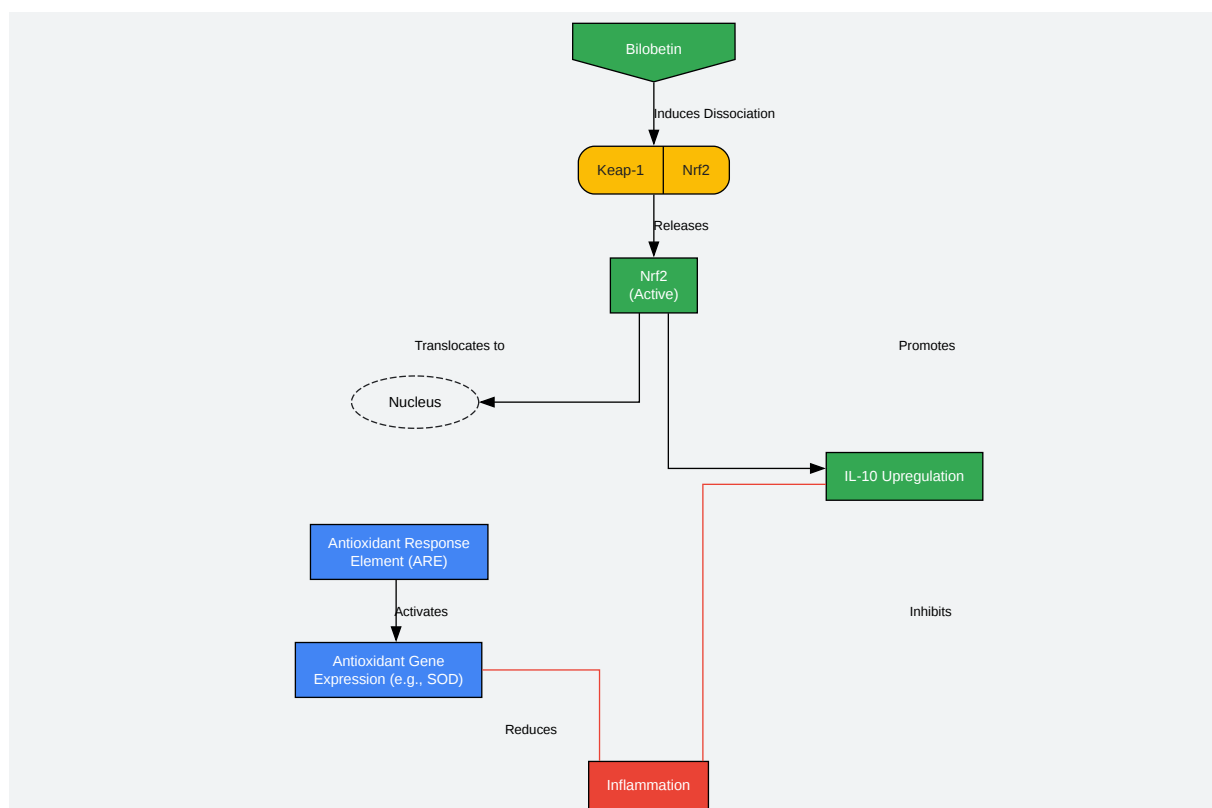 Bilobetin
Induces Dissociation
Keap-1
Nrf2
Releases
Nrf2
(Active)
Translocates to
Promotes
Nucleus
IL-10 Upregulation
Antioxidant Response
Element (ARE)
Activates
Inhibits
Antioxidant Gene
Expression (e.g., SOD)
Reduces
Inflammation